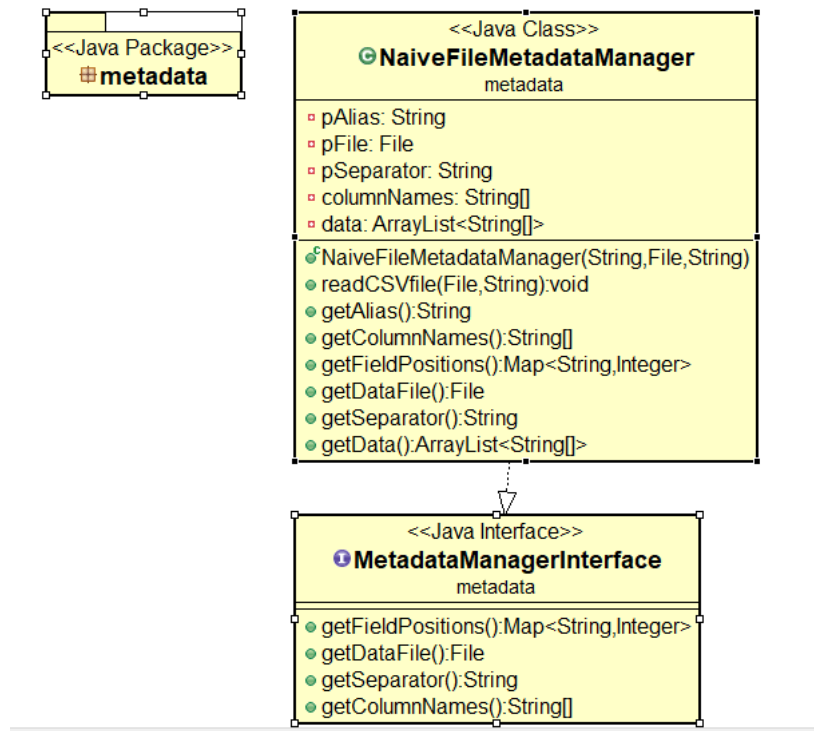 <<Java Package>>
metadata
<<Java Class>>
NaiveFileMetadataManager
metadata
pAlias: String
pFile: File
pSeparator: String
columnNames: String[]
data: ArrayList<String[]>
NaiveFileMetadataManager(String,File,String)
readCSVfile(File,String):void
getAlias():String
getColumnNames():String[]
getFieldPositions():Map<String,Integer>
getDataFile():File
getSeparator():String
getData():ArrayList<String[]>
<<Java Interface>>
MetadataManagerInterface
metadata
getFieldPositions():Map<String,Integer>
getDataFile():File
getSeparator():String
getColumnNames():String[]